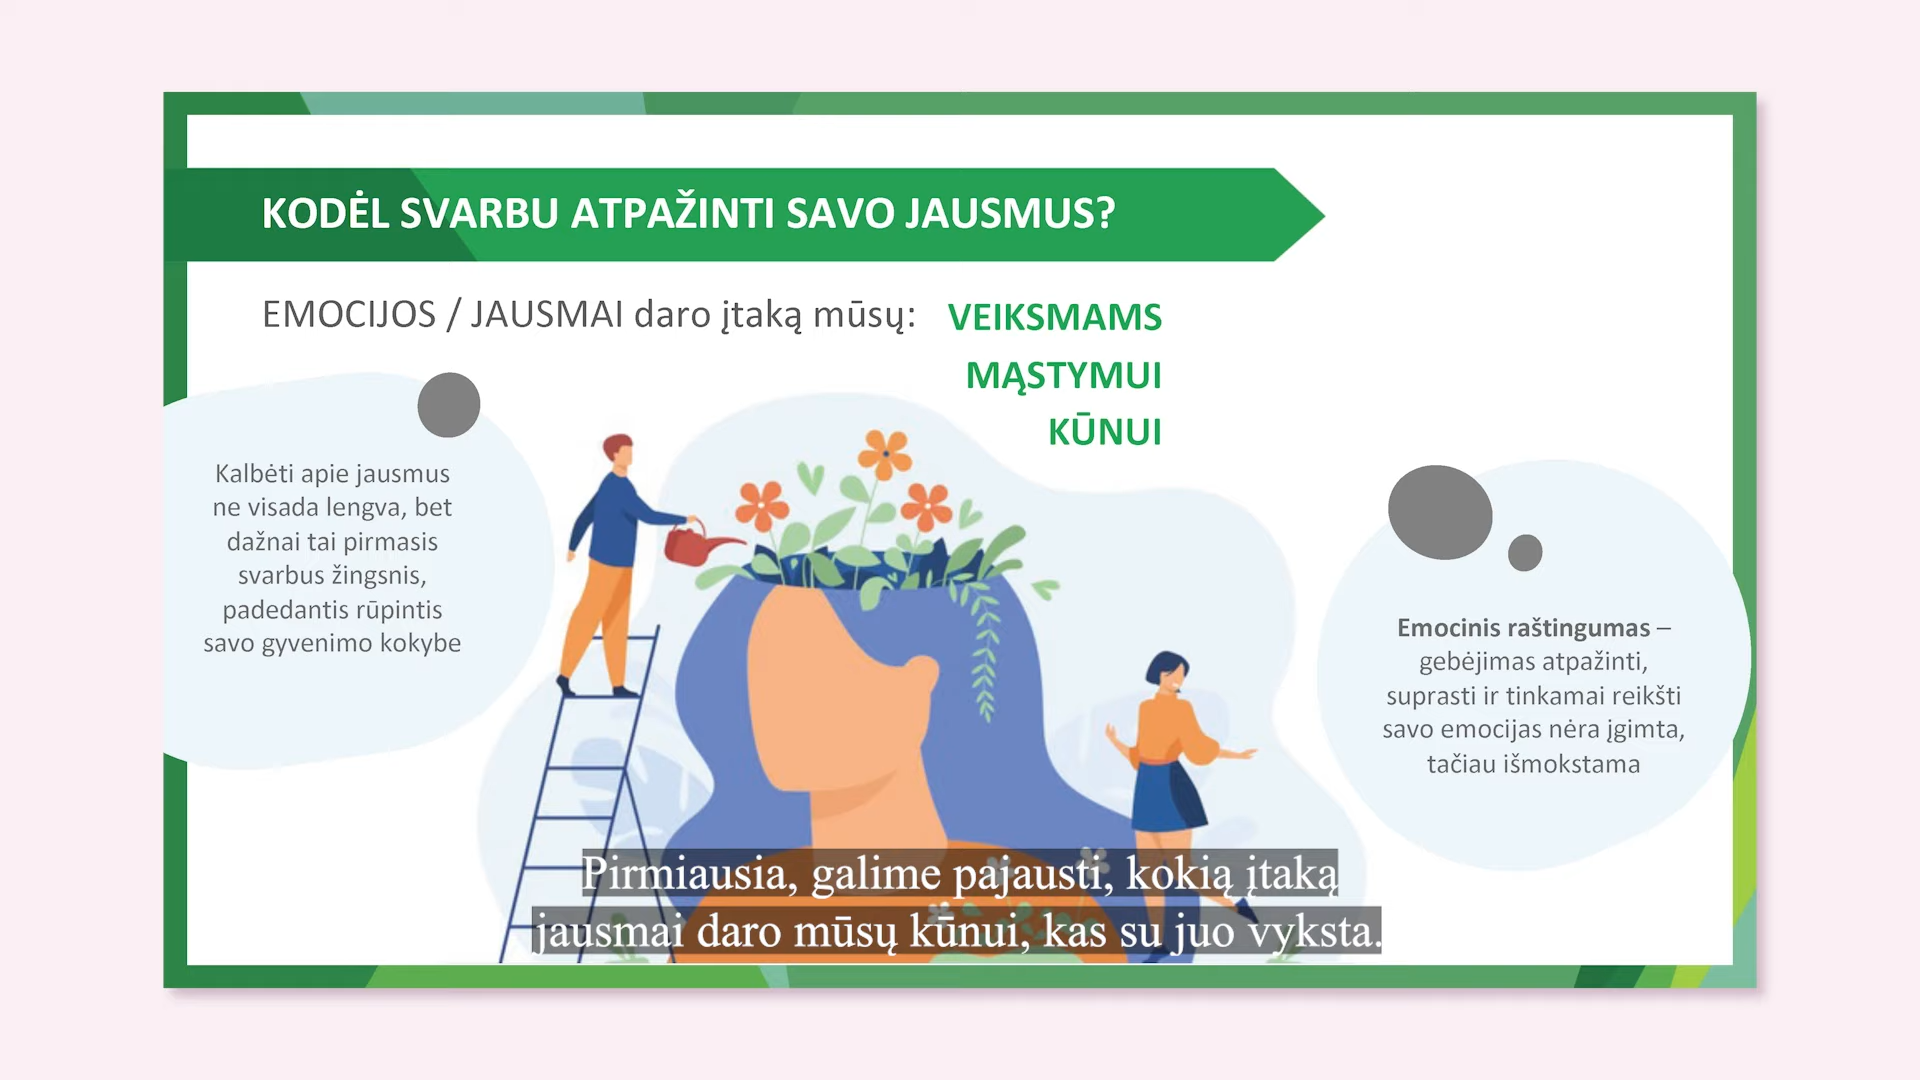 KODĖL SVARBU ATPAŽINTI SAVO JAUSMUS?
EMOCIJOS / JAUSMAI daro įtaką mūsų:
VEIKSMAMS
MĄSTYMUI
KŪNUI
Kalbėti apie jausmus
ne visada lengva, bet
dažnai tai pirmasis
svarbus žingsnis,
padedantis rūpintis
savo gyvenimo kokybe
Emocinis raštingumas –
gebėjimas atpažinti,
suprasti ir tinkamai reikšti
savo emocijas nėra įgimta,
tačiau išmokstama
Pirmiausia, galime pajausti, kokią įtaką
jausmai daro mūsų kūnui, kas su juo vyksta.